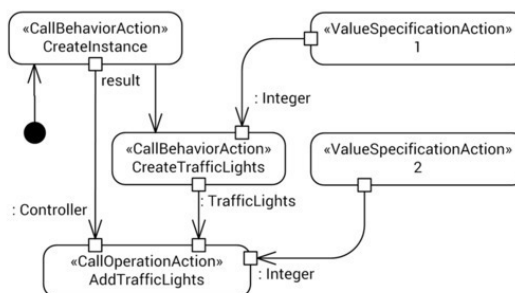 «CallBehaviorAction»
CreateInstance
result
«ValueSpecificationAction»
1
: Integer
«CallBehaviorAction»
CreateTrafficLights
«ValueSpecificationAction»
2
: Controller
: TrafficLights
«CallOperationAction»
AddTrafficLights
: Integer